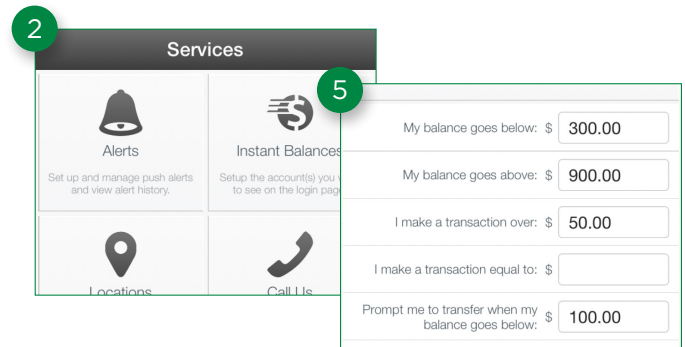 2
Services
Alerts
Set up and manage push alerts
and view alert history.
Instant Balances
Setup the account(s) you
to see on the login
Locations
Call Us
5
My balance goes below: $ 300.00
My balance goes above: $ 900.00
I make a transaction over: $ 50.00
I make a transaction equal to: $
Prompt me to transfer when my
balance goes below: $ 100.00